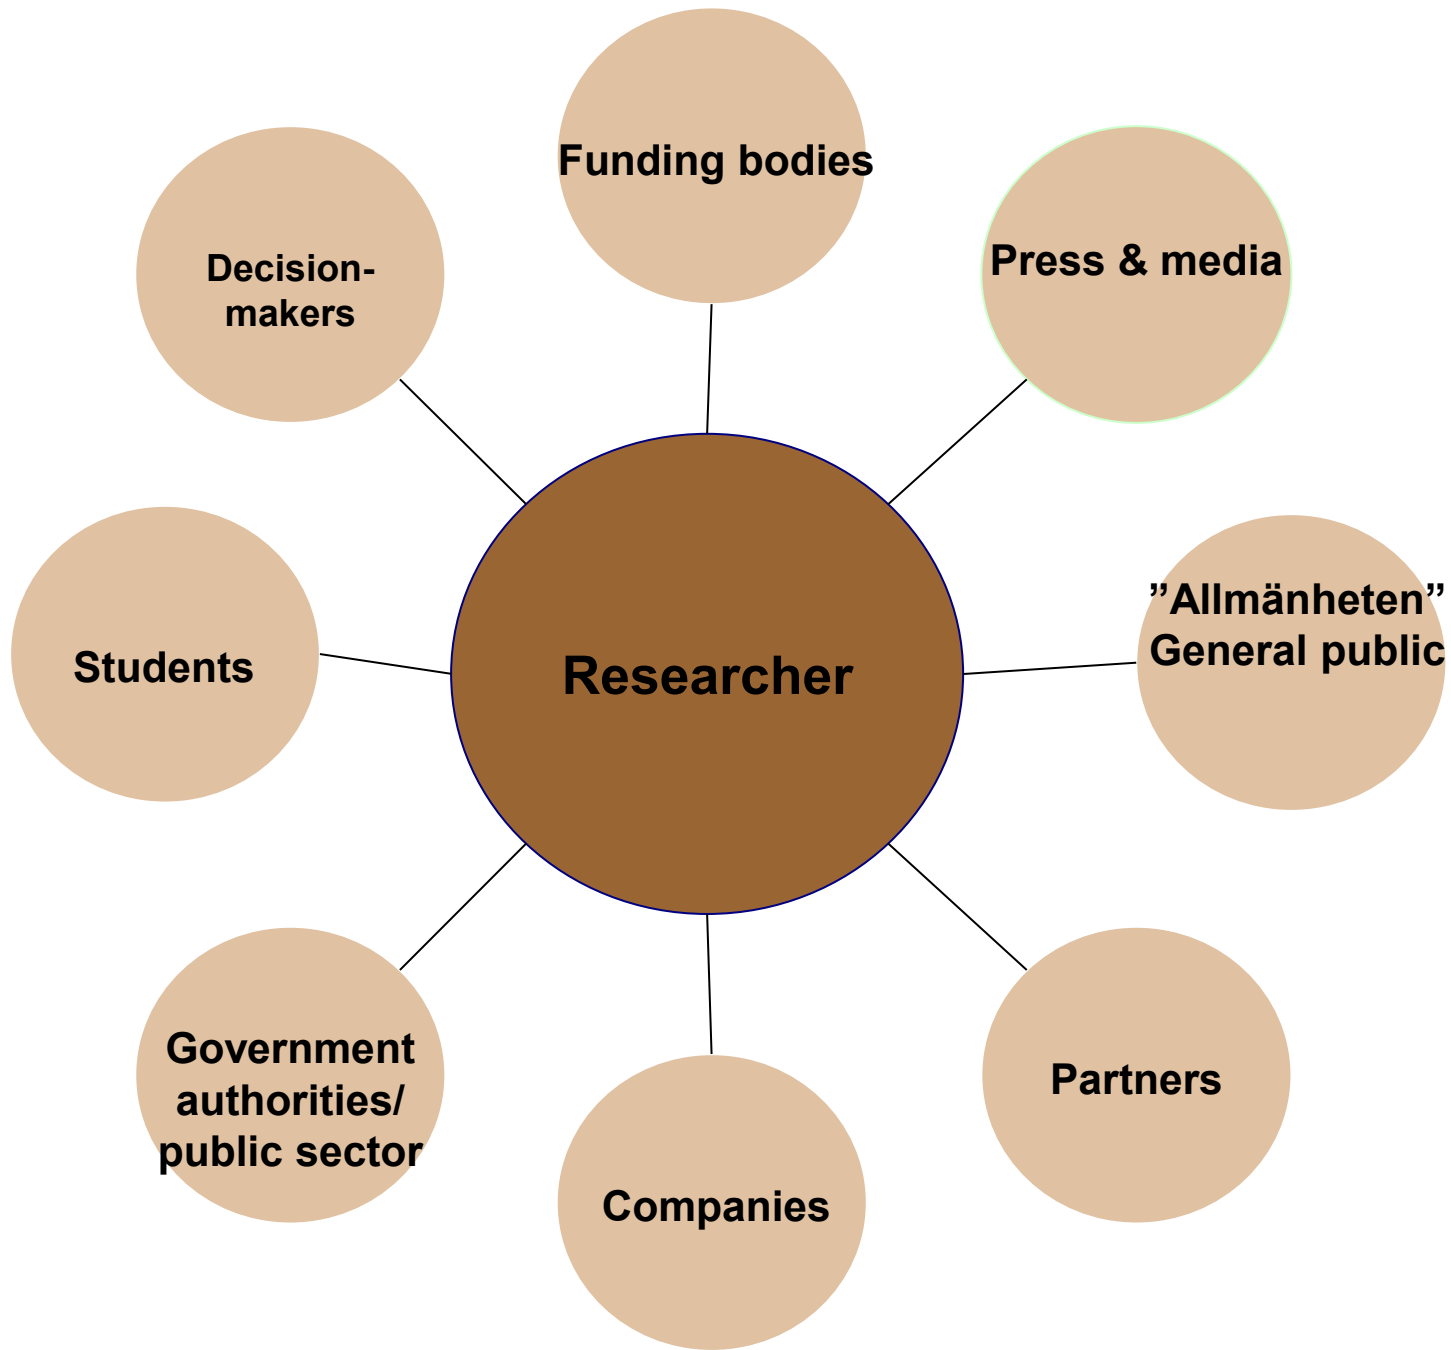 Funding bodies
Press & media
Decision-
makers
”Allmänheten”
General public
Students
Researcher
Government
authorities/
public sector
Partners
Companies